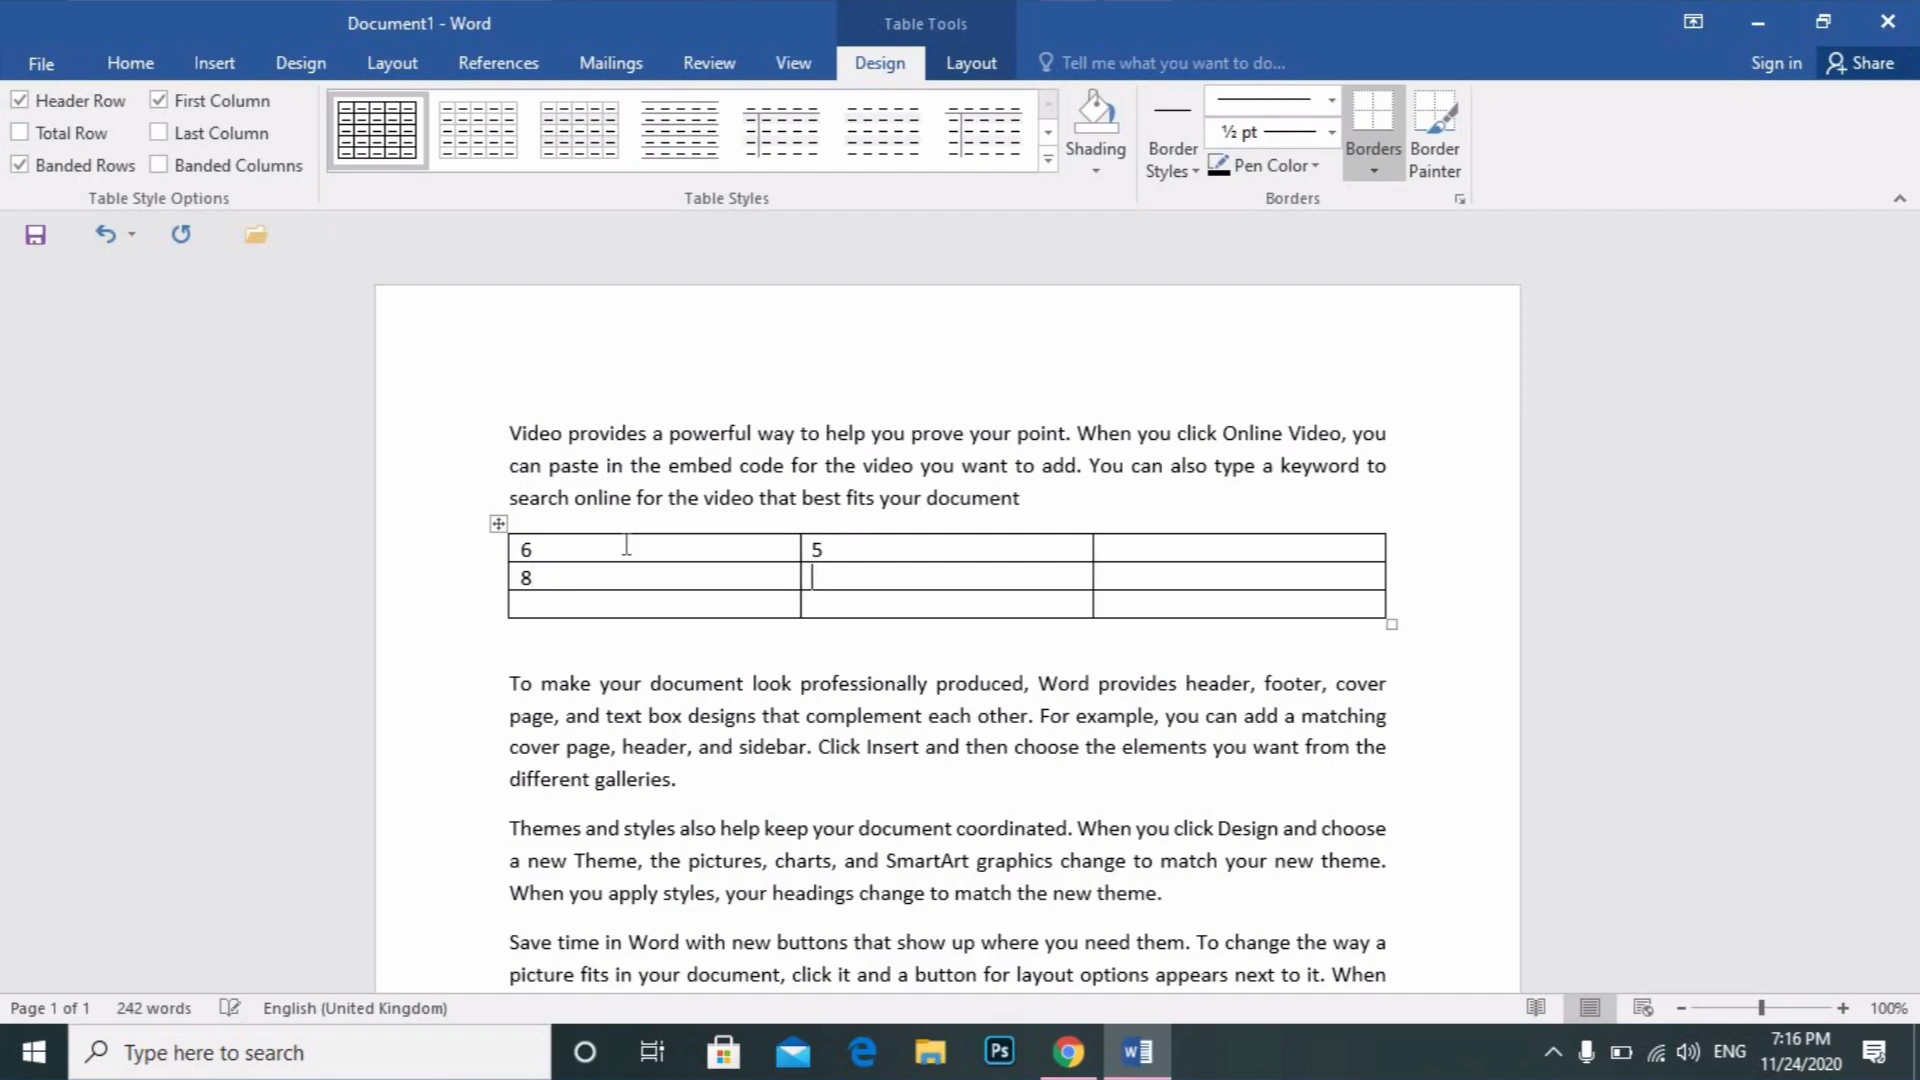 Document1 - Word
Table Tools
File Home Insert Design Layout References Mailings Review View Design Layout Tell me what you want to do... Sign in Share
Header Row First Column
Total Row Last Column
Banded Rows Banded Columns
Table Style Options
Table Styles
Shading
Border Styles
½ pt
Pen Color
Borders
Border Painter
Borders
Video provides a powerful way to help you prove your point. When you click Online Video, you
can paste in the embed code for the video you want to add. You can also type a keyword to
search online for the video that best fits your document
6 5
8
To make your document look professionally produced, Word provides header, footer, cover
page, and text box designs that complement each other. For example, you can add a matching
cover page, header, and sidebar. Click Insert and then choose the elements you want from the
different galleries.
Themes and styles also help keep your document coordinated. When you click Design and choose
a new Theme, the pictures, charts, and SmartArt graphics change to match your new theme.
When you apply styles, your headings change to match the new theme.
Save time in Word with new buttons that show up where you need them. To change the way a
picture fits in your document, click it and a button for layout options appears next to it. When
Page 1 of 1 242 words English (United Kingdom) 100%
Type here to search
Ps
ENG
7:16 PM
11/24/2020